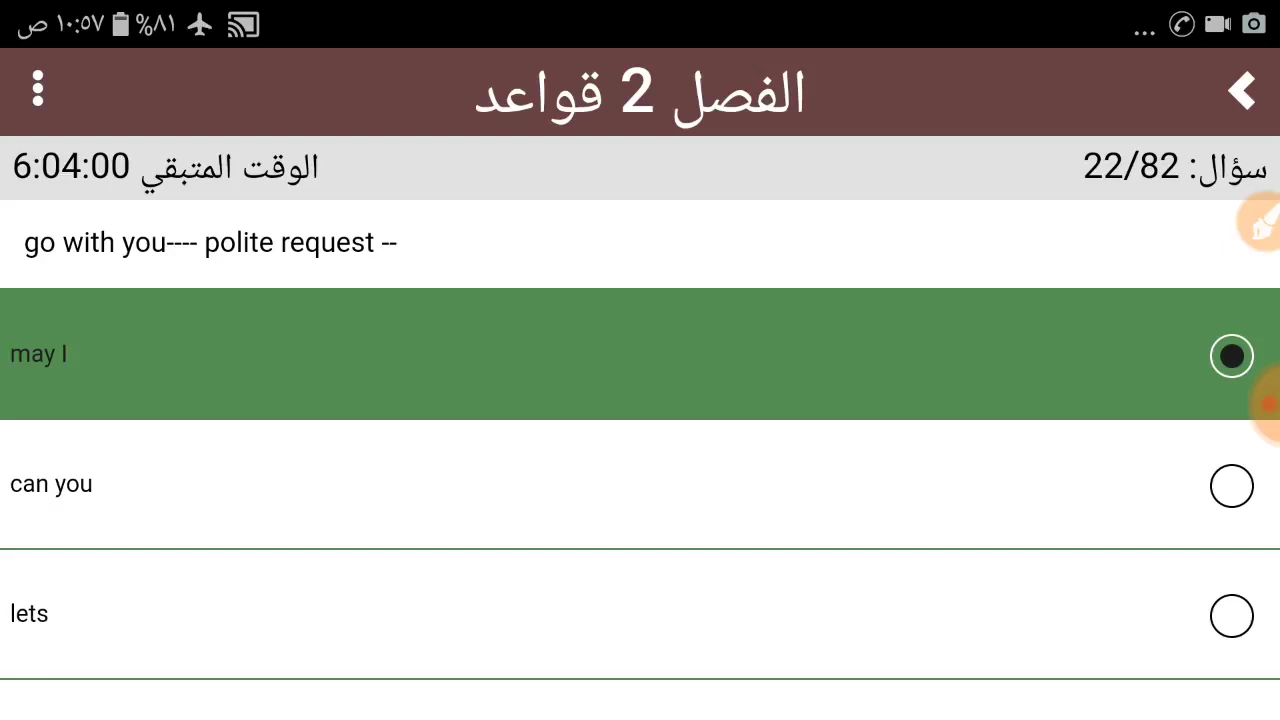 ١٠:٥٧ ص %٨١ ...
الفصل 2 قواعد
سؤال: 22/82 الوقت المتبقي 6:04:00
go with you---- polite request --
may I
can you
lets